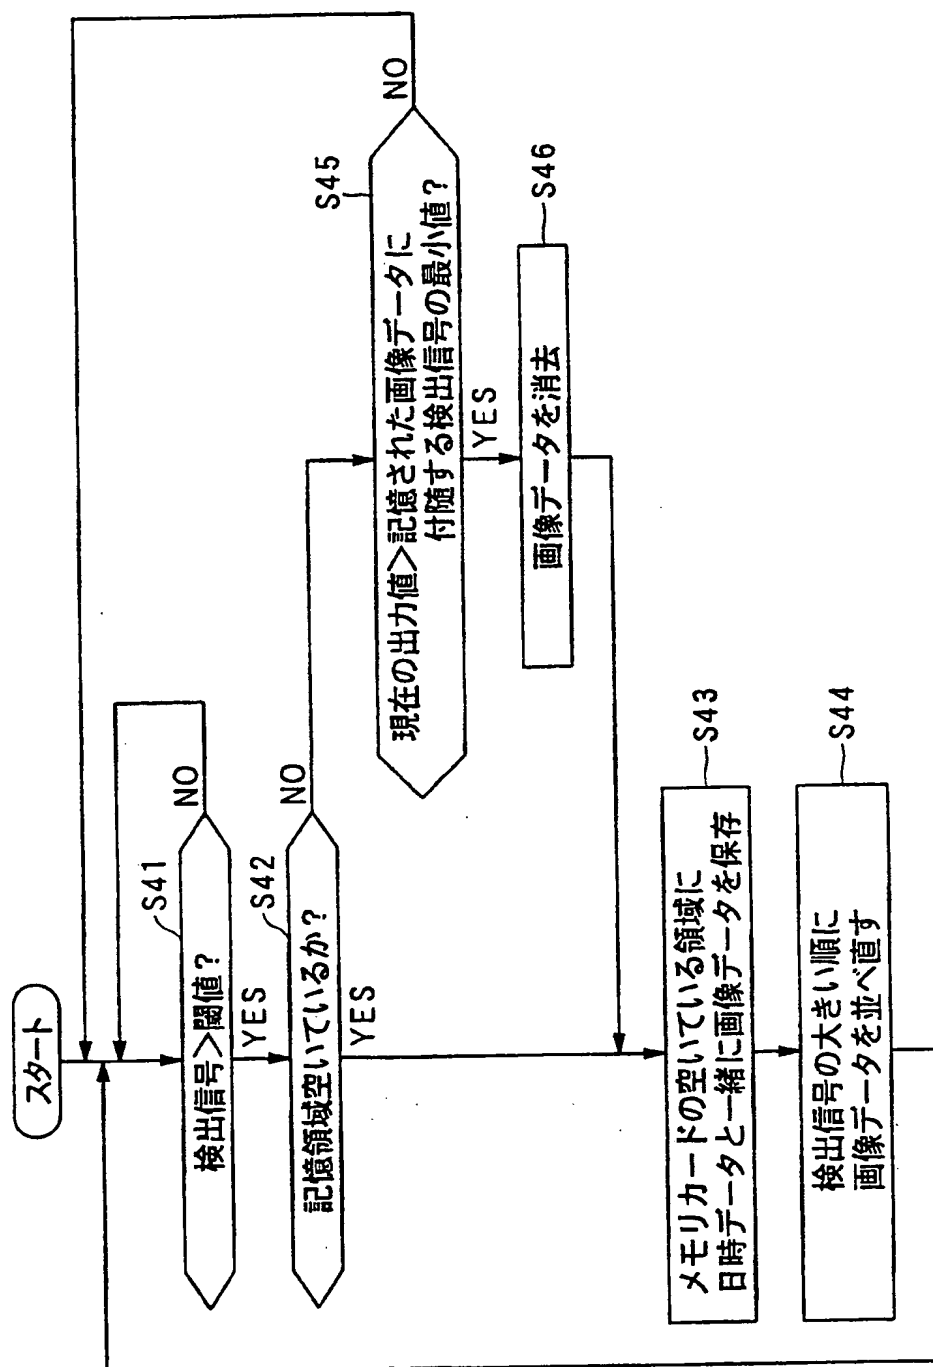 スタート
S41
検出信号>閾値?
NO
YES
S42
記憶領域空いているか?
NO
YES
S45
現在の出力値>記憶された画像データに
付随する検出信号の最小値?
NO
YES
S46
画像データを消去
S43
メモリカードの空いている領域に
日時データと一緒に画像データを保存
S44
検出信号の大きい順に
画像データを並べ直す